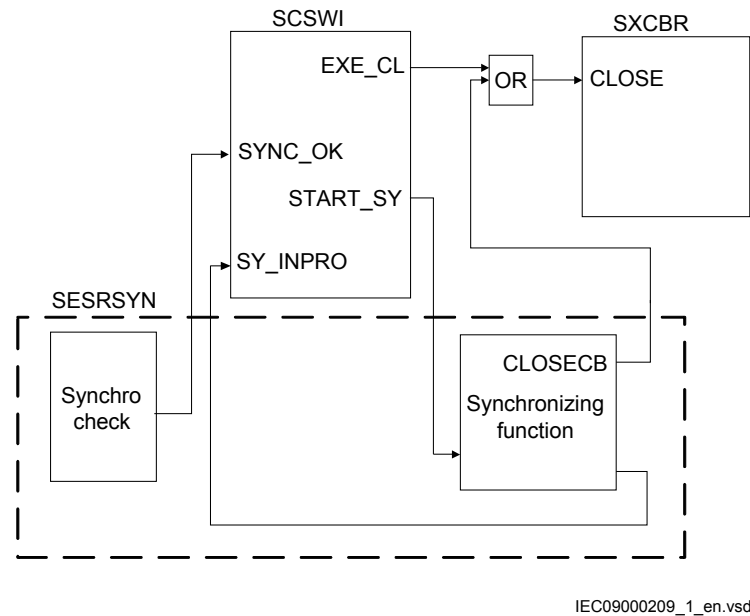 SCSWI
SXCBR
EXE_CL
OR
CLOSE
SYNC_OK
START_SY
SY_INPRO
SESRSYN
CLOSECB
Synchro
check
Synchronizing
function
IEC09000209_1_en.vsd